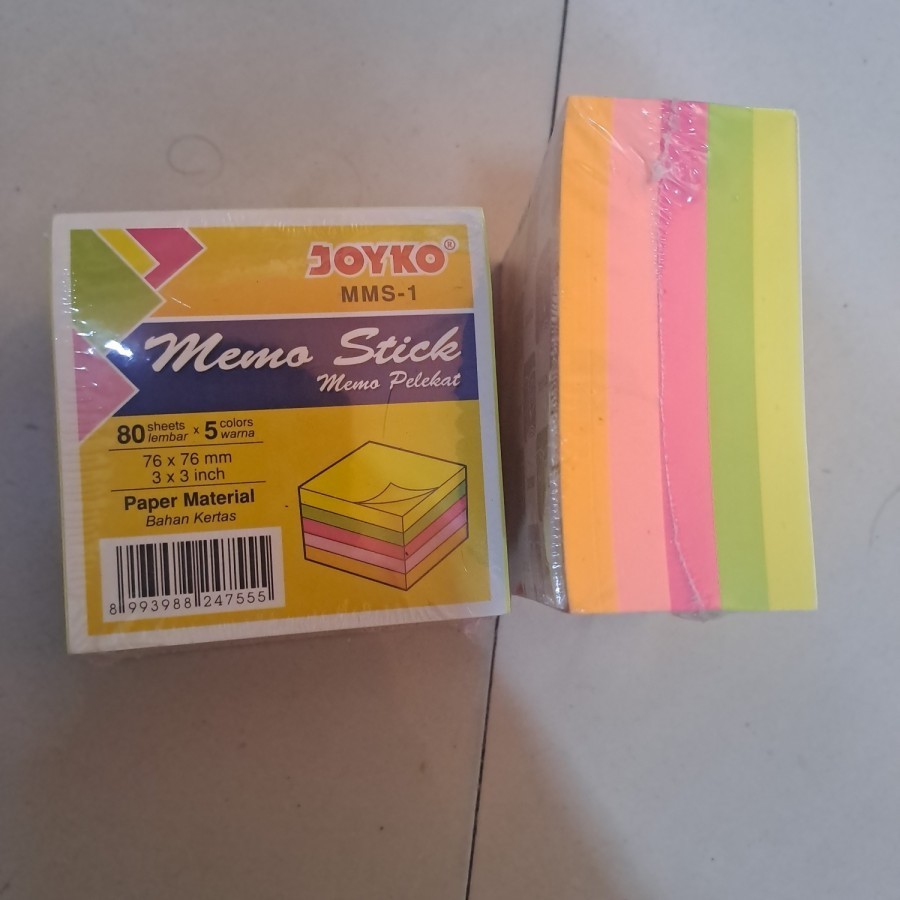 JOYKO®
MMS-1
Memo Stick
Memo Pelekat
80 sheets lembar x 5 colors warna
76 x 76 mm
3 x 3 inch
Paper Material
Bahan Kertas
8 993988 247555